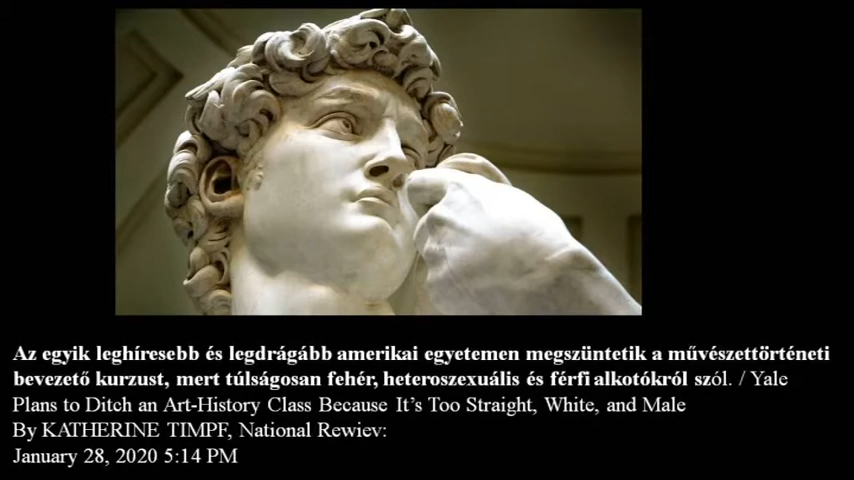 Az egyik leghíresebb és legdrágább amerikai egyetemen megszüntetik a művészettörténeti
bevezető kurzust, mert túlságosan fehér, heteroszexuális és férfi alkotókról szól. / Yale
Plans to Ditch an Art-History Class Because It’s Too Straight, White, and Male
By KATHERINE TIMPF, National Rewiev:
January 28, 2020 5:14 PM